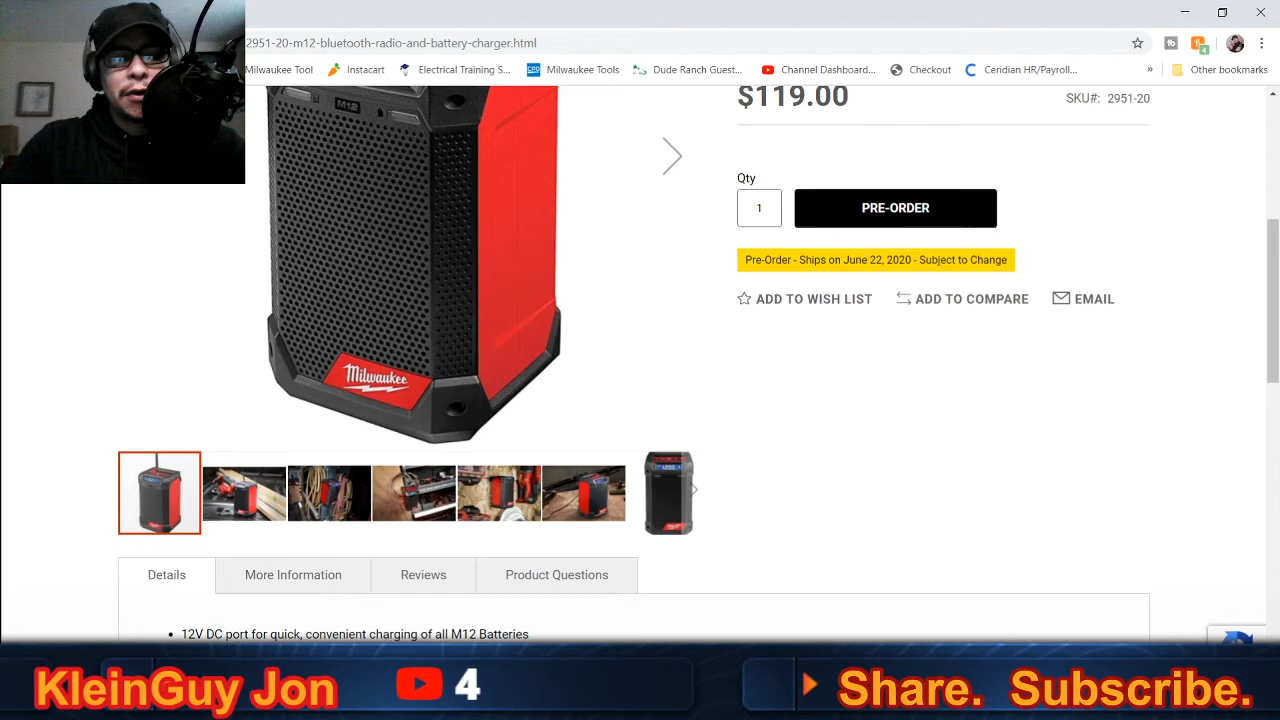 2951-20-m12-bluetooth-radio-and-battery-charger.html
Milwaukee Tool
Instacart
Electrical Training S...
CPO
Milwaukee Tools
Dude Ranch Guest...
Channel Dashboard...
Checkout
Ceridian HR/Payroll...
»
Other bookmarks
M12
$119.00
SKU#: 2951-20
Qty
1
PRE-ORDER
Pre-Order - Ships on June 22, 2020 - Subject to Change
ADD TO WISH LIST
ADD TO COMPARE
EMAIL
Milwaukee
Details
More Information
Reviews
Product Questions
• 12V DC port for quick, convenient charging of all M12 Batteries
KleinGuy Jon
4
Share. Subscribe.